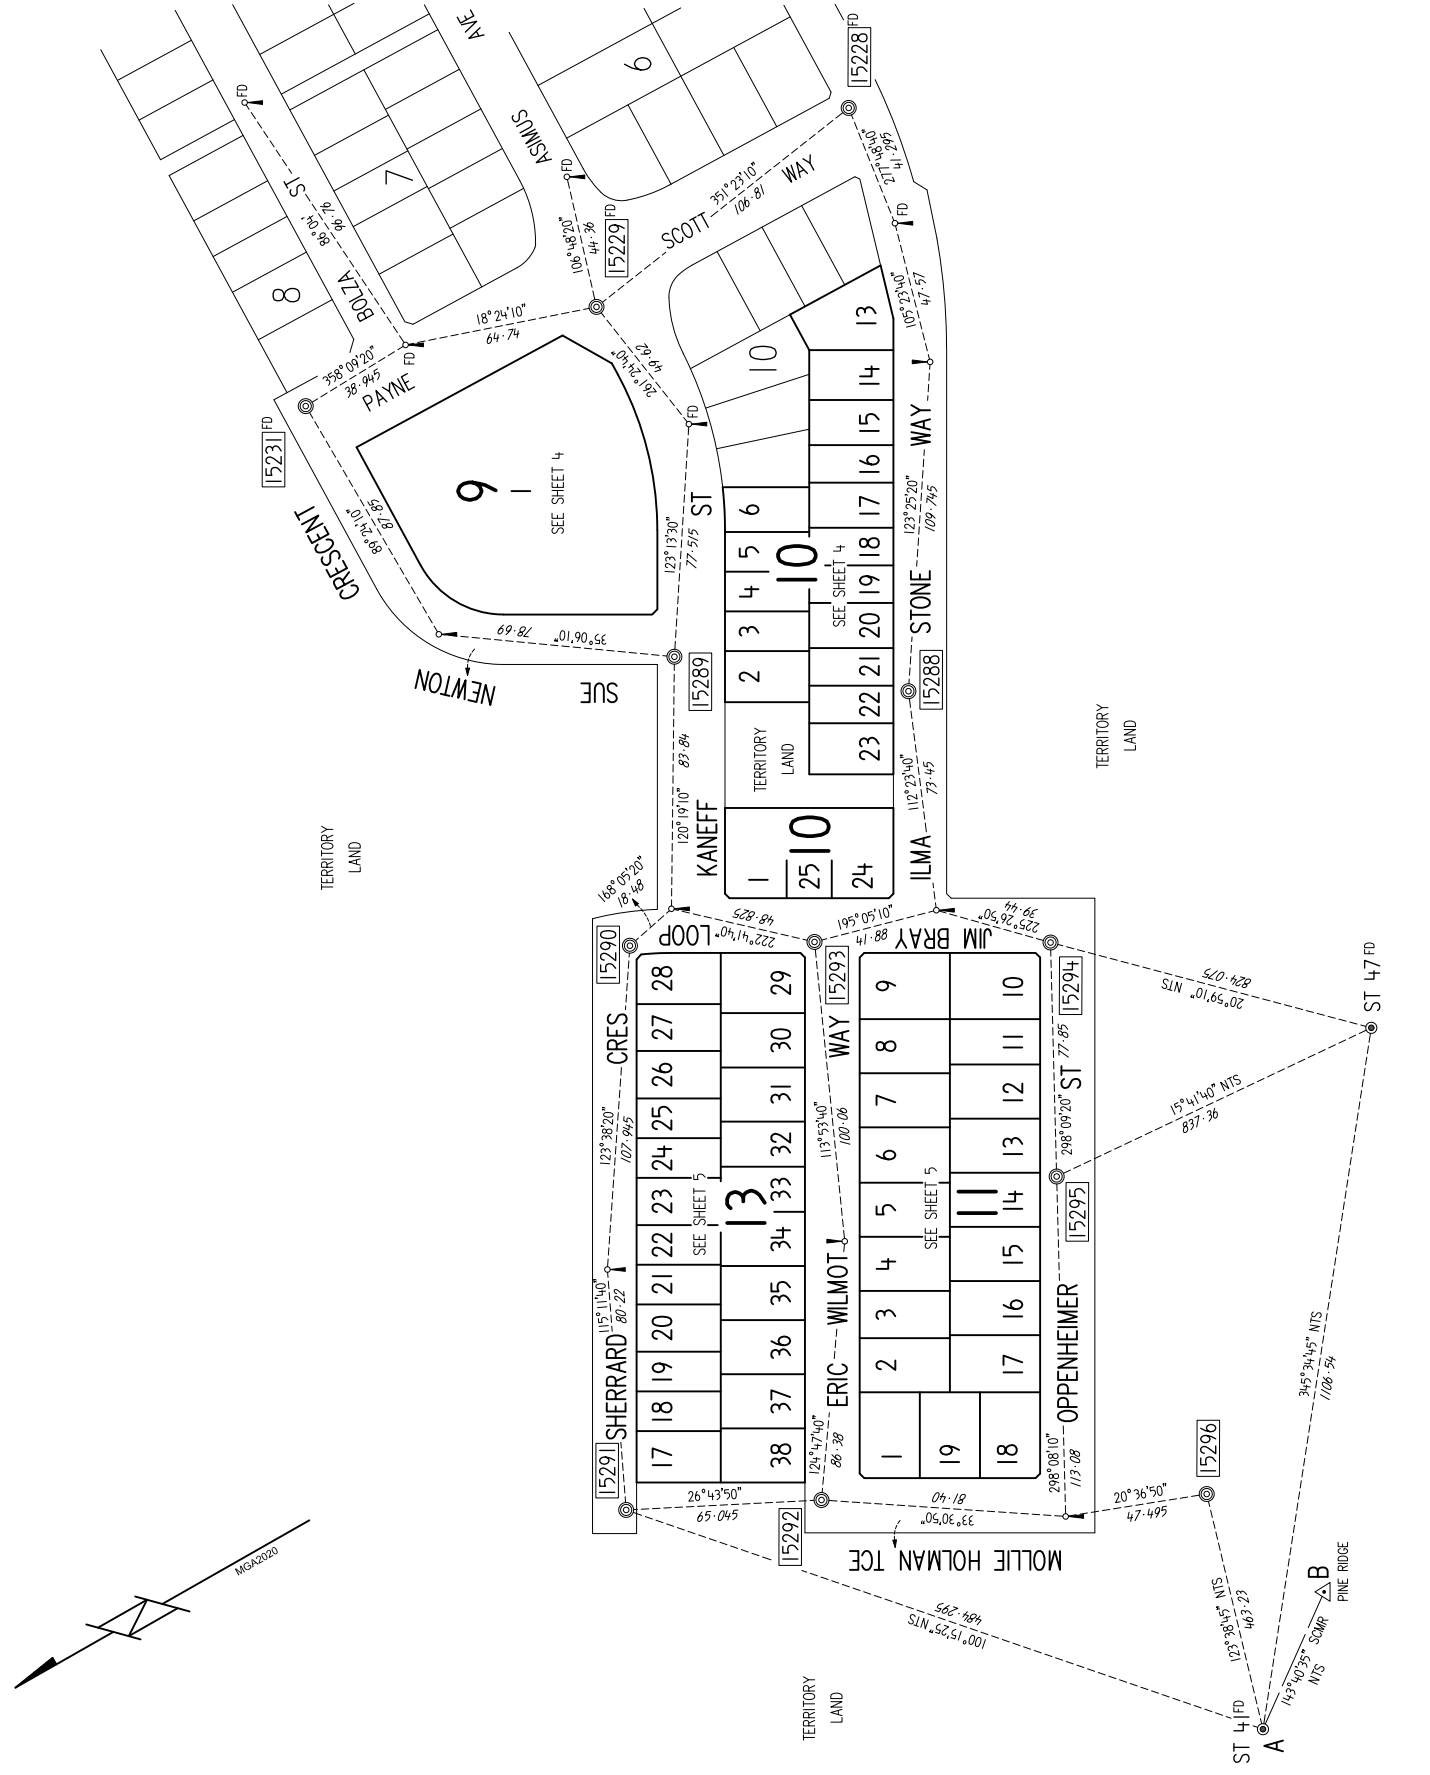 AVE
6
15228 FD
FD
ST
7
8
ASIMUS
FD
WAY
SCOTT
351°23'10"
106·81
277°48'40"
41·295
FD
86°04'
96·76
BOLZA
106°48'20"
44·36
15229 FD
18°24'10"
64·74
FD
358°09'20"
38·945
PAYNE
15231 FD
261°24'40"
49·62
FD
105°23'40"
47·57
CRESCENT
89°24'10"
87·85
9
1
SEE SHEET 4
ST
123°13'30"
77·515
10
13
14
15
16
17
18
19
20
21
22
23
6
5
4
3
2
10
SEE SHEET 4
WAY
123°25'20"
109·745
STONE
35°06'10"
78·69
NEWTON
SUE
15289
15288
TERRITORY
LAND
TERRITORY
LAND
TERRITORY
LAND
83·84
120°19'10"
112°23'40"
73·45
KANEFF
10
1
25
24
ILMA
168°05'20"
18·48
15290
LOOP
222°41'40"
48·825
195°05'10"
88·14
JIM BRAY
225°26'50"
39·44
15293
15294
CRES
28
27
26
25
24
23
22
21
20
19
18
17
29
30
31
32
33
34
35
36
37
38
SEE SHEET 5
13
123°38'20"
107·945
115°11'40"
80·22
SHERRARD
15291
WAY
113°53'40"
100·06
WILMOT
ERIC
124°47'40"
86·38
9
8
7
6
5
4
3
2
1
10
11
12
13
14
15
16
17
18
19
SEE SHEET 5
11
ST
298°09'20"
77·85
15295
OPPENHEIMER
298°08'10"
113·08
20°59'10" NTS
824·075
ST 47 FD
15°41'40" NTS
837·36
345°34'45" NTS
1106·54
26°43'50"
65·045
15292
33°30'50"
81·40
MOLLIE HOLMAN TCE
20°36'50"
47·495
15296
MGA2020
100°15'25" NTS
484·295
123°38'45" NTS
463·23
143°40'35" SCMR
NTS
B
PINE RIDGE
TERRITORY
LAND
ST 41 FD
A